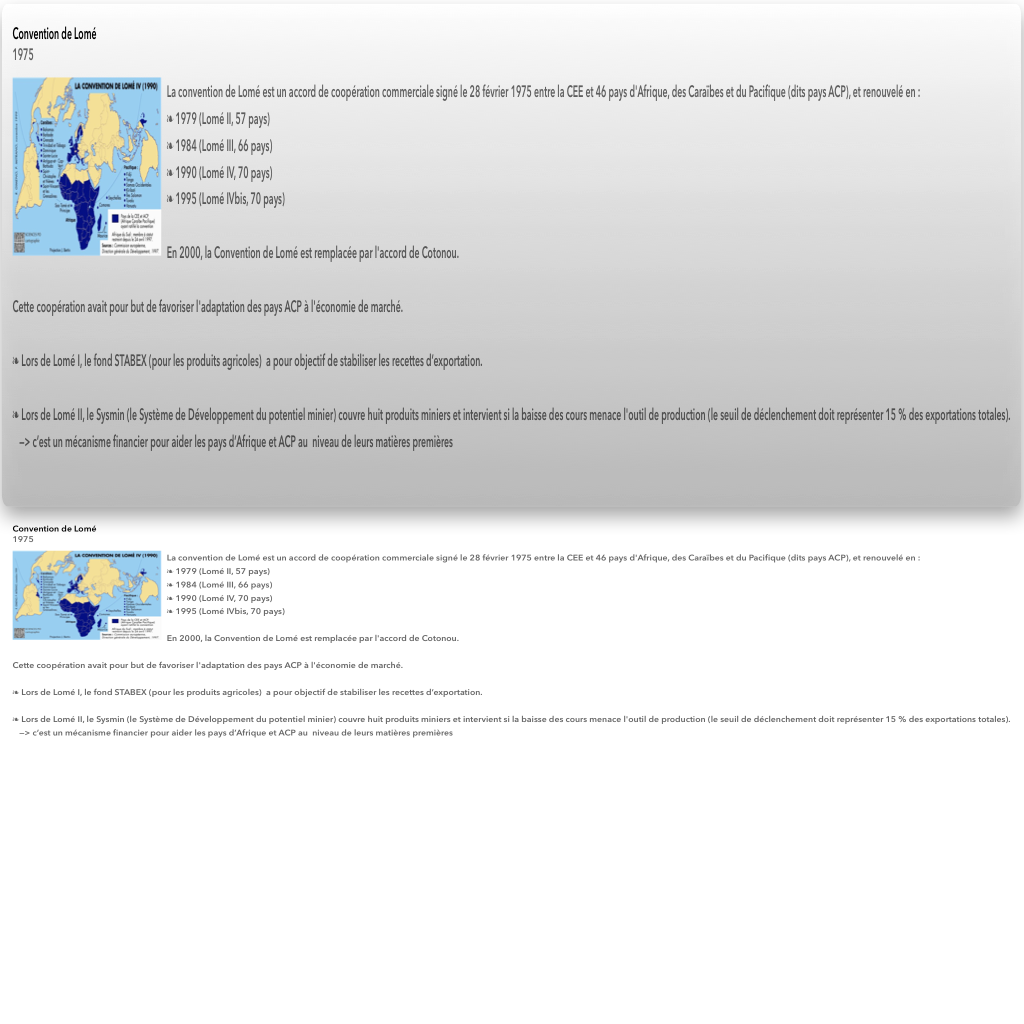 Convention de Lomé
1975
LA CONVENTION DE LOMÉ IV (1990)
La convention de Lomé est un accord de coopération commerciale signé le 28 février 1975 entre la CEE et 46 pays d'Afrique, des Caraïbes et du Pacifique (dits pays ACP), et renouvelé en :
❧ 1979 (Lomé II, 57 pays)
❧ 1984 (Lomé III, 66 pays)
❧ 1990 (Lomé IV, 70 pays)
❧ 1995 (Lomé IVbis, 70 pays)
En 2000, la Convention de Lomé est remplacée par l'accord de Cotonou.
Cette coopération avait pour but de favoriser l'adaptation des pays ACP à l'économie de marché.
❧ Lors de Lomé I, le fond STABEX (pour les produits agricoles)  a pour objectif de stabiliser les recettes d'exportation.
❧ Lors de Lomé II, le Sysmin (le Système de Développement du potentiel minier) couvre huit produits miniers et intervient si la baisse des cours menace l'outil de production (le seuil de déclenchement doit représenter 15 % des exportations totales).
—> c'est un mécanisme financier pour aider les pays d'Afrique et ACP au  niveau de leurs matières premières
Convention de Lomé
1975
LA CONVENTION DE LOMÉ IV (1990)
La convention de Lomé est un accord de coopération commerciale signé le 28 février 1975 entre la CEE et 46 pays d'Afrique, des Caraïbes et du Pacifique (dits pays ACP), et renouvelé en :
❧ 1979 (Lomé II, 57 pays)
❧ 1984 (Lomé III, 66 pays)
❧ 1990 (Lomé IV, 70 pays)
❧ 1995 (Lomé IVbis, 70 pays)
En 2000, la Convention de Lomé est remplacée par l'accord de Cotonou.
Cette coopération avait pour but de favoriser l'adaptation des pays ACP à l'économie de marché.
❧ Lors de Lomé I, le fond STABEX (pour les produits agricoles)  a pour objectif de stabiliser les recettes d'exportation.
❧ Lors de Lomé II, le Sysmin (le Système de Développement du potentiel minier) couvre huit produits miniers et intervient si la baisse des cours menace l'outil de production (le seuil de déclenchement doit représenter 15 % des exportations totales).
—> c'est un mécanisme financier pour aider les pays d'Afrique et ACP au  niveau de leurs matières premières